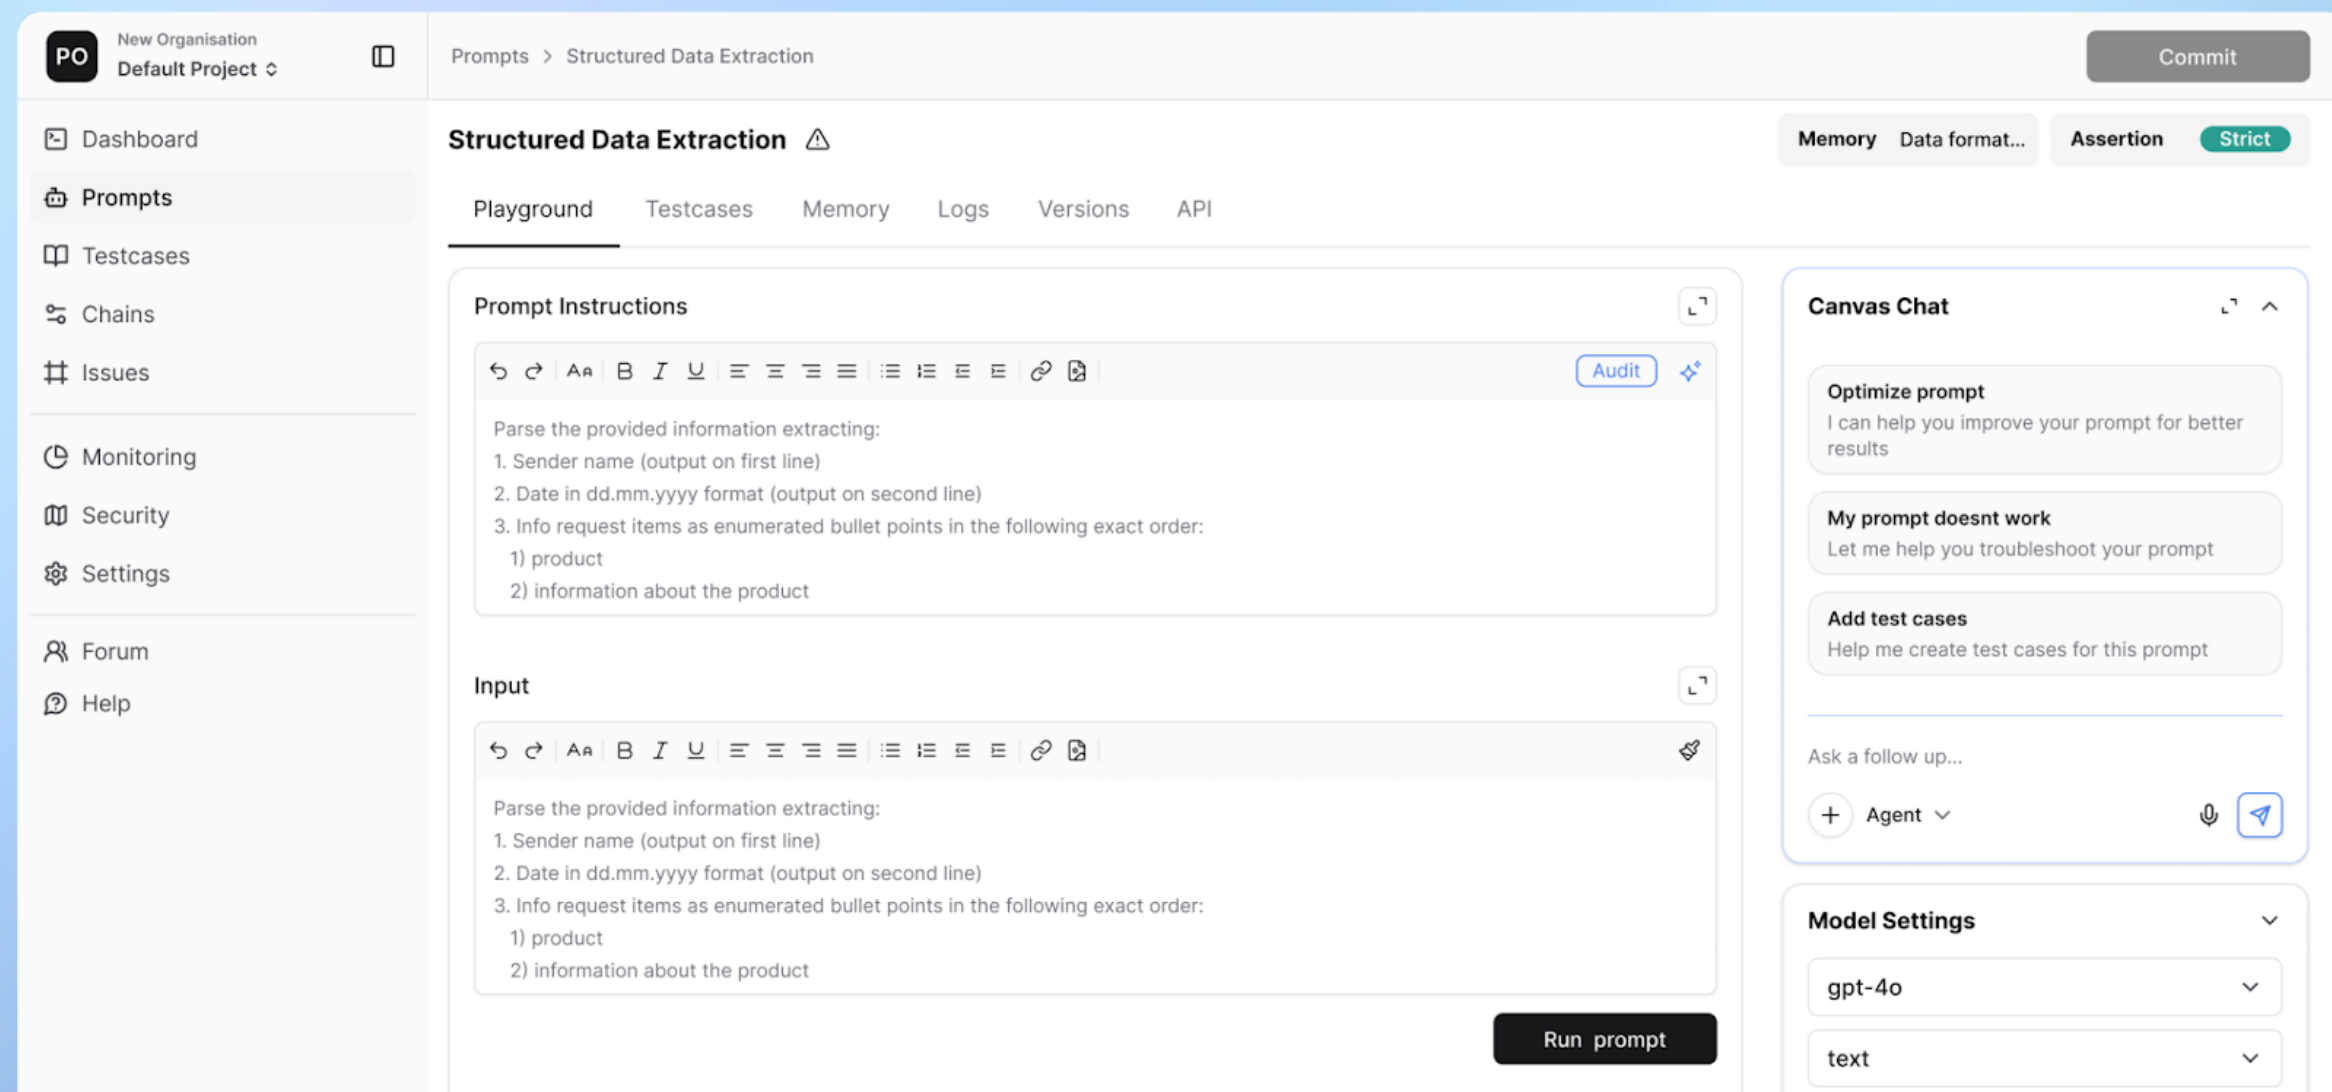 PO
New Organisation
Default Project
Prompts > Structured Data Extraction
Commit
Dashboard
Prompts
Testcases
Chains
Issues
Monitoring
Security
Settings
Forum
Help
Structured Data Extraction
Memory Data format...
Assertion Strict
Playground Testcases Memory Logs Versions API
Prompt Instructions
Audit
Parse the provided information extracting:
1. Sender name (output on first line)
2. Date in dd.mm.yyyy format (output on second line)
3. Info request items as enumerated bullet points in the following exact order:
1) product
2) information about the product
Input
Parse the provided information extracting:
1. Sender name (output on first line)
2. Date in dd.mm.yyyy format (output on second line)
3. Info request items as enumerated bullet points in the following exact order:
1) product
2) information about the product
Run prompt
Canvas Chat
Optimize prompt
I can help you improve your prompt for better
results
My prompt doesnt work
Let me help you troubleshoot your prompt
Add test cases
Help me create test cases for this prompt
Ask a follow up...
Agent
Model Settings
gpt-4o
text